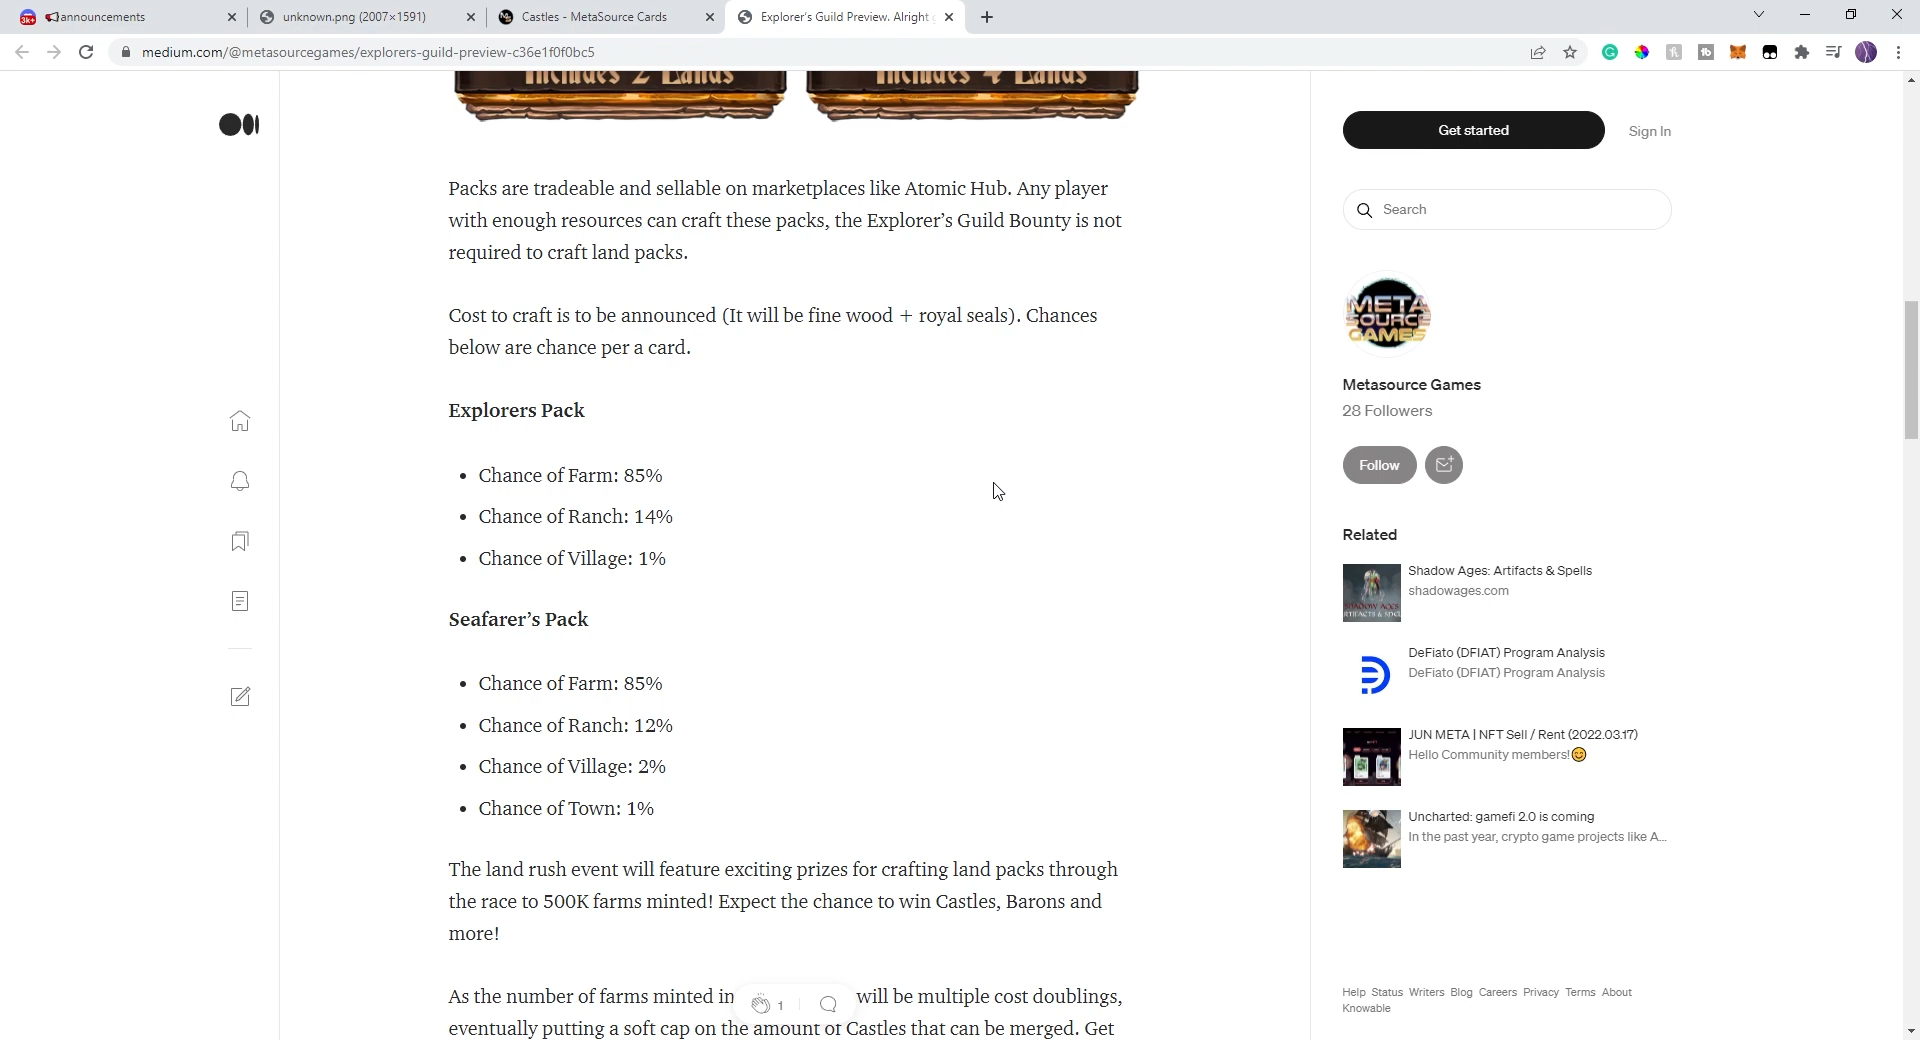 3k+ announcements
unknown.png (2007×1591)
Castles - MetaSource Cards
Explorer's Guild Preview. Alright
medium.com/@metasourcegames/explorers-guild-preview-c36e1f0f0bc5
Includes 2 Lands
Includes 4 Lands
Packs are tradeable and sellable on marketplaces like Atomic Hub. Any player
with enough resources can craft these packs, the Explorer's Guild Bounty is not
required to craft land packs.
Cost to craft is to be announced (It will be fine wood + royal seals). Chances
below are chance per a card.
Explorers Pack
• Chance of Farm: 85%
• Chance of Ranch: 14%
• Chance of Village: 1%
Seafarer's Pack
• Chance of Farm: 85%
• Chance of Ranch: 12%
• Chance of Village: 2%
• Chance of Town: 1%
The land rush event will feature exciting prizes for crafting land packs through
the race to 500K farms minted! Expect the chance to win Castles, Barons and
more!
As the number of farms minted in will be multiple cost doublings,
eventually putting a soft cap on the amount of Castles that can be merged. Get
1
Get started
Sign In
Search
META
SOURCE
GAMES
Metasource Games
28 Followers
Follow
Related
Shadow Ages: Artifacts & Spells
shadowages.com
DeFiato (DFIAT) Program Analysis
DeFiato (DFIAT) Program Analysis
JUN META | NFT Sell / Rent (2022.03.17)
Hello Community members!😊
Uncharted: gamefi 2.0 is coming
In the past year, crypto game projects like A...
Help Status Writers Blog Careers Privacy Terms About
Knowable